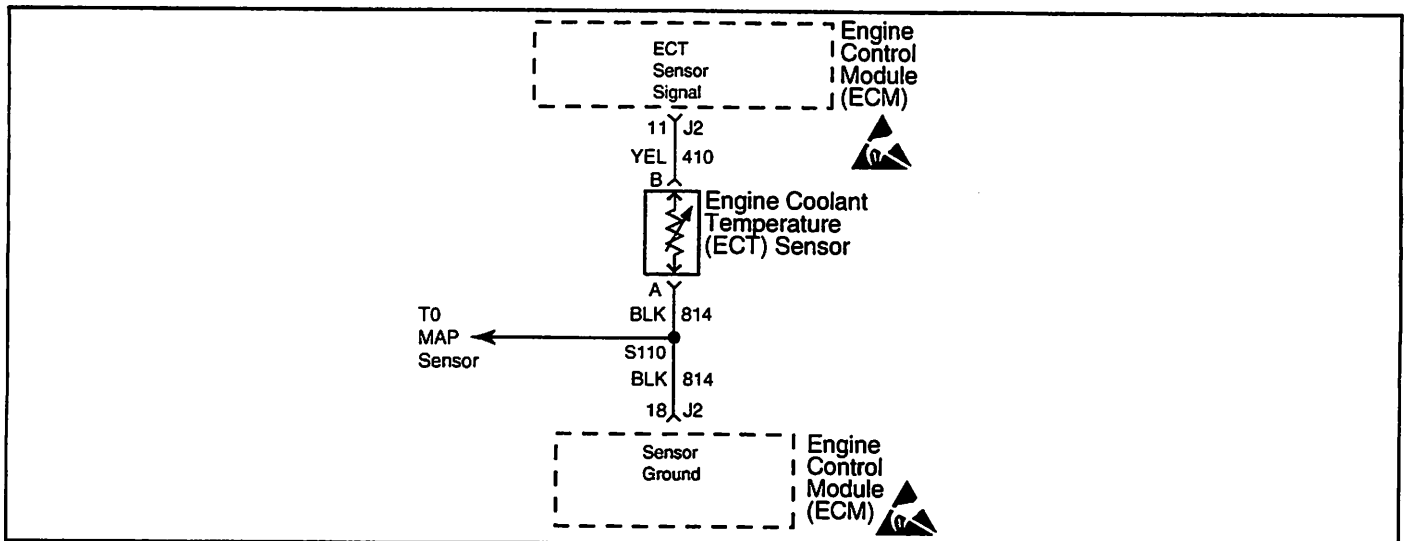 ECT
Sensor
Signal
Engine
Control
Module
(ECM)
11 J2
YEL 410
B
Engine Coolant
Temperature
(ECT) Sensor
A
BLK 814
T0
MAP
Sensor
S110
BLK 814
18 J2
Sensor
Ground
Engine
Control
Module
(ECM)